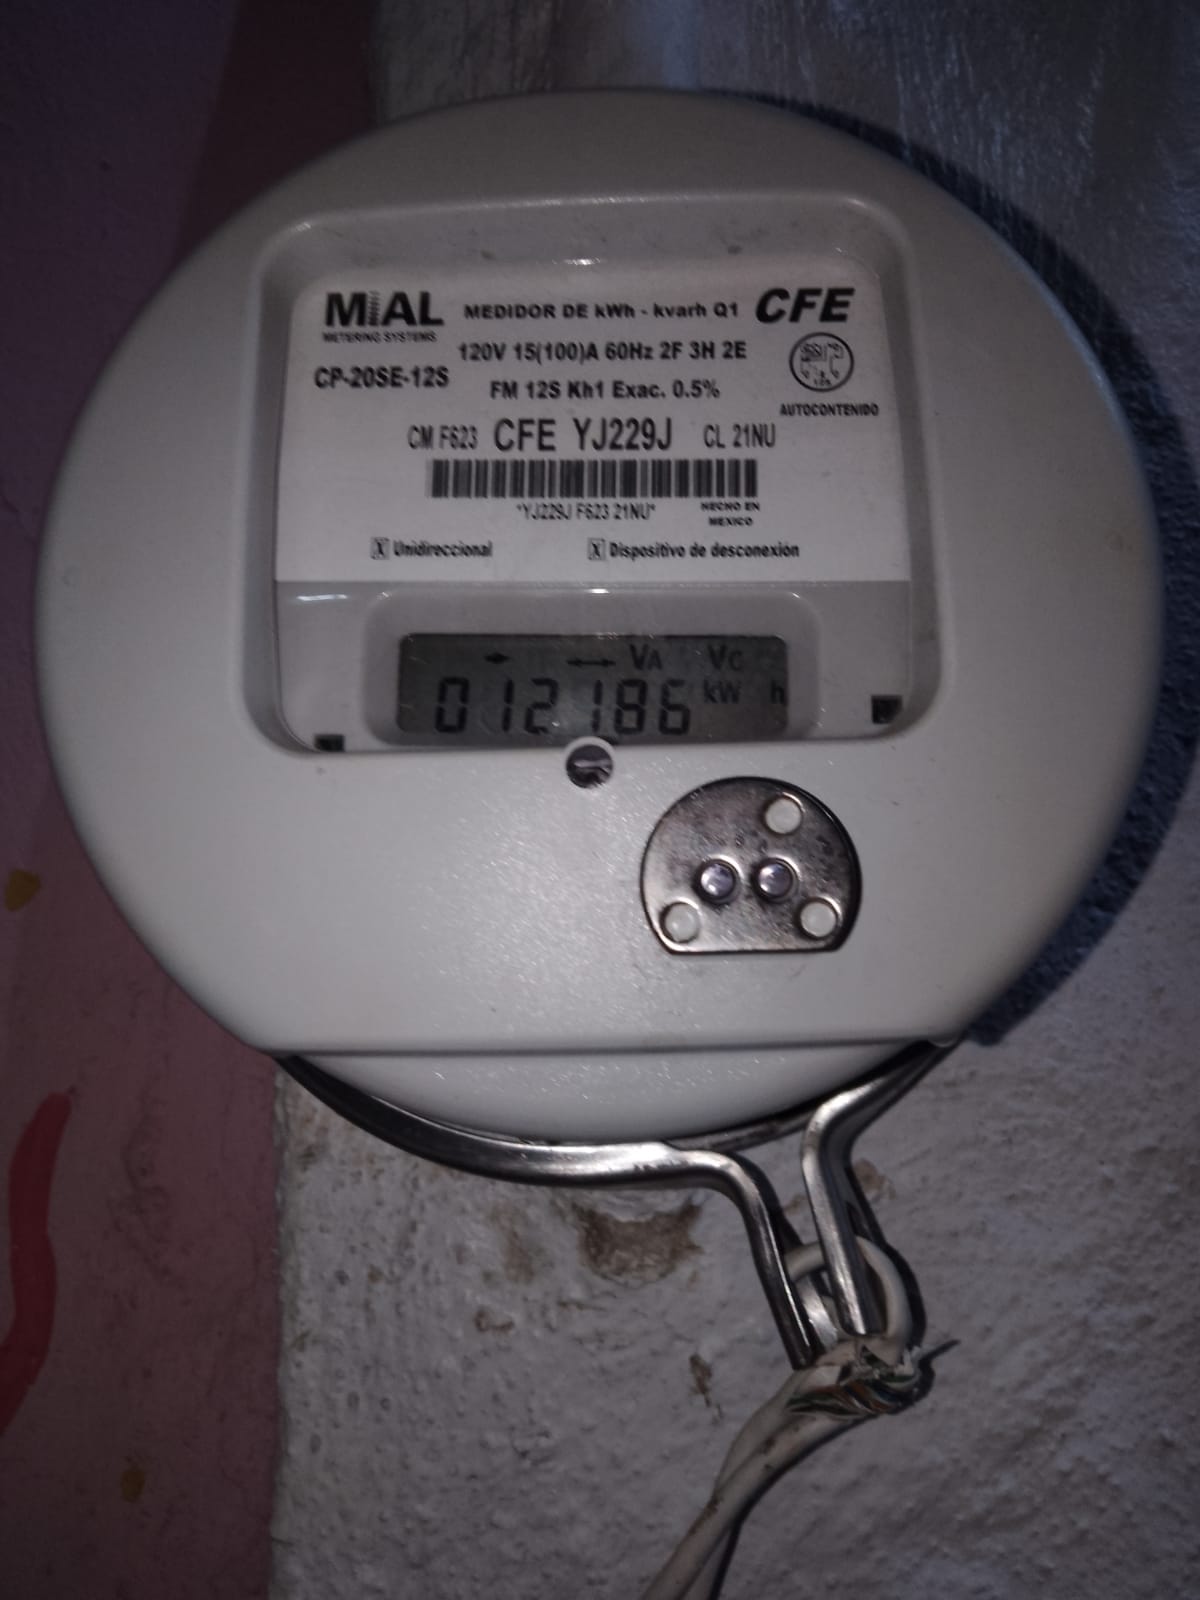 MIAL MEDIDOR DE kWh - kvarh Q1 CFE
METERING SYSTEMS
120V 15(100)A 60Hz 2F 3H 2E
CP-20SE-12S
FM 12S Kh1 Exac. 0.5%
AUTOCONTENIDO
CM F623 CFE YJ229J CL 21NU
*YJ229J F623 21NU*
HECHO EN
MEXICO
X Unidireccional X Dispositivo de desconexión
VA VC
012186 kW h